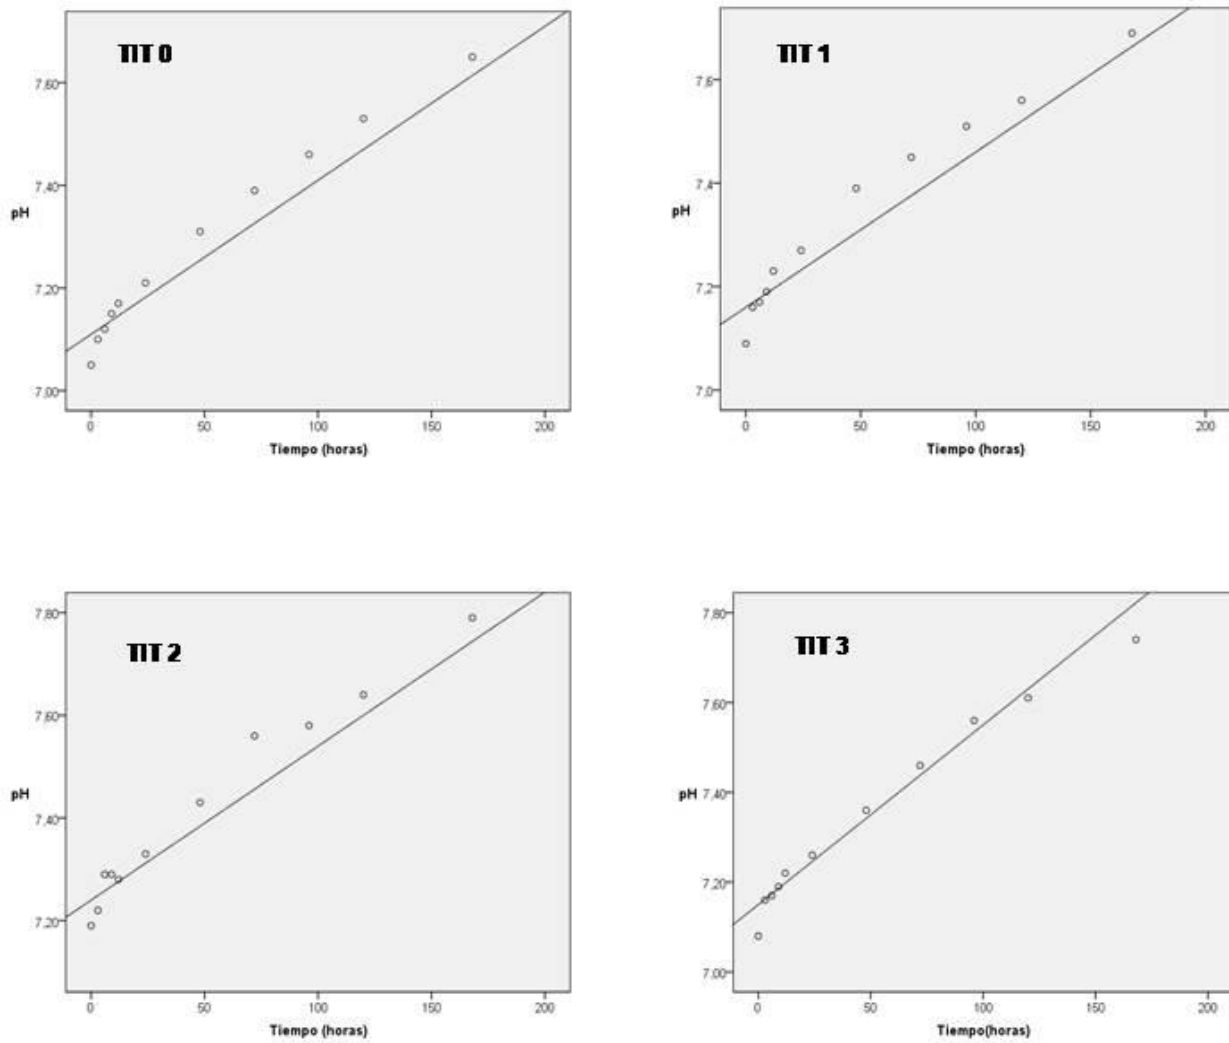 TIT 0
7,60
7,40
pH
7,20
7,00
0 50 100 150 200
Tiempo (horas)
TIT 1
7,6
7,4
pH
7,2
7,0
0 50 100 150 200
Tiempo (horas)
TIT 2
7,80
7,60
pH
7,40
7,20
0 50 100 150 200
Tiempo (horas)
TIT 3
7,80
7,60
pH 7,40
7,20
7,00
0 50 100 150 200
Tiempo(horas)